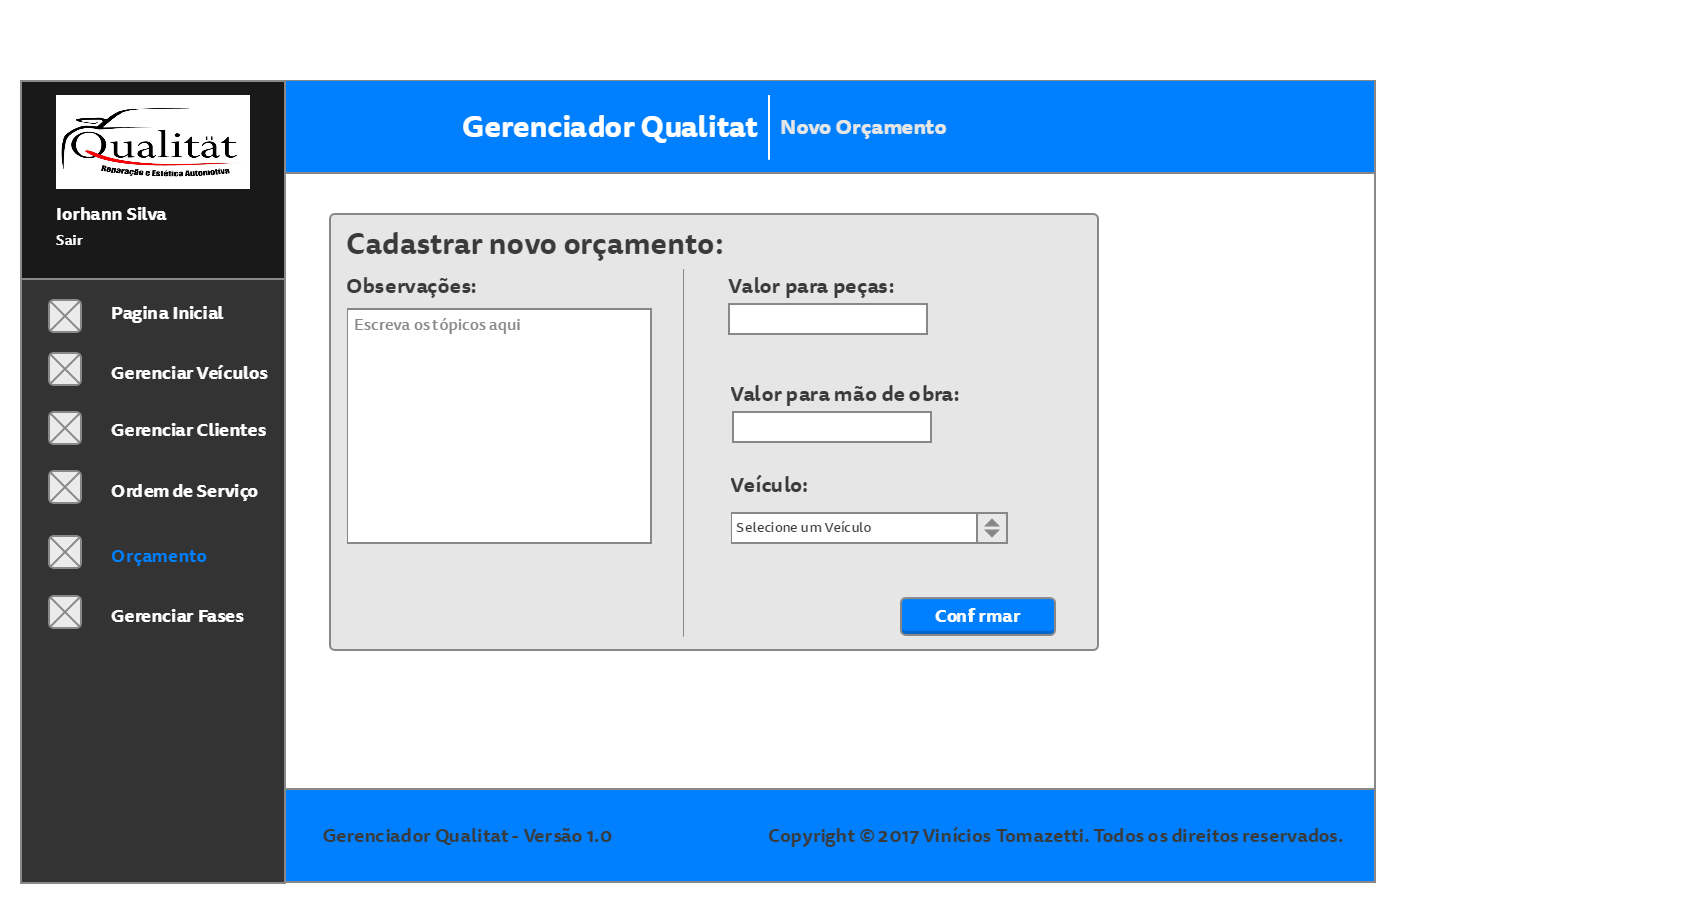 Qualität
Reparação e Estética Automotiva
Iorhann Silva
Sair
Pagina Inicial
Gerenciar Veículos
Gerenciar Clientes
Ordem de Serviço
Orçamento
Gerenciar Fases
Gerenciador Qualitat
Novo Orçamento
Cadastrar novo orçamento:
Observações:
Escreva os tópicos aqui
Valor para peças:
Valor para mão de obra:
Veículo:
Selecione um Veículo
Confirmar
Gerenciador Qualitat - Versão 1.0
Copyright © 2017 Vinícios Tomazetti. Todos os direitos reservados.